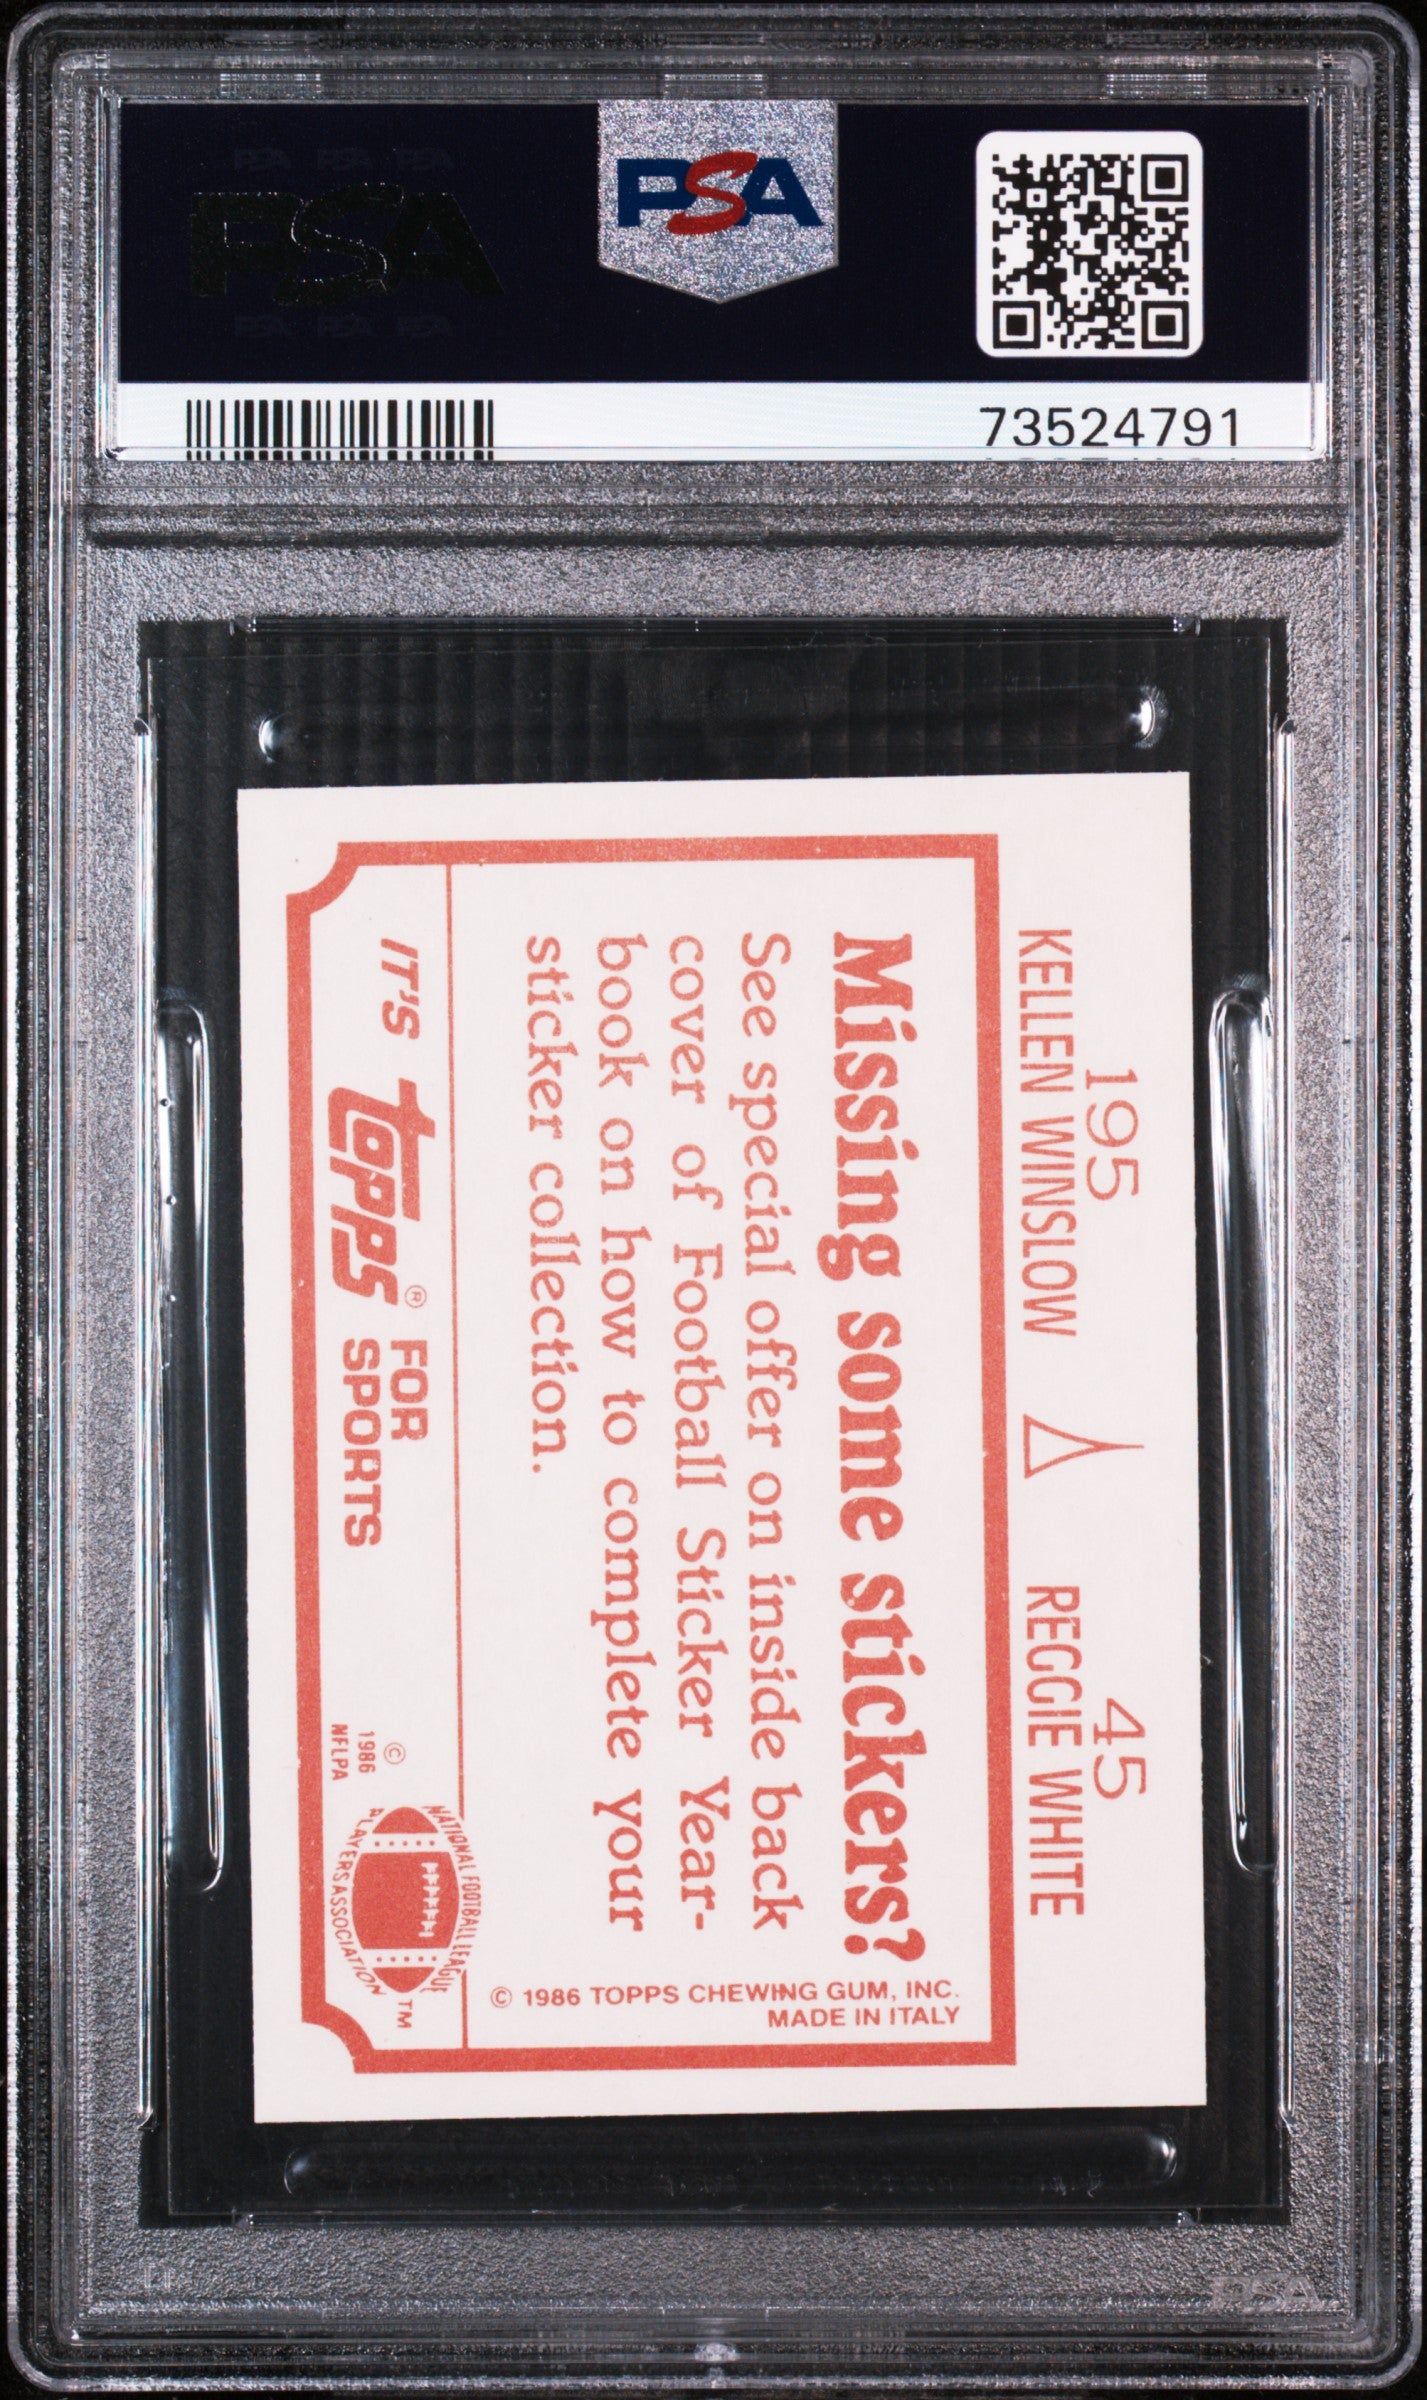 PSA
PSA
73524791
195
KELLEN WINSLOW
45
REGGIE WHITE
Missing some stickers?
See special offer on inside back
cover of Football Sticker Year-
book on how to complete your
sticker collection.
© 1986 TOPPS CHEWING GUM, INC.
MADE IN ITALY
IT'S Topps® FOR
SPORTS
©
1986
NFLPA
NATIONAL FOOTBALL LEAGUE
PLAYERS ASSOCIATION
TM
PSA